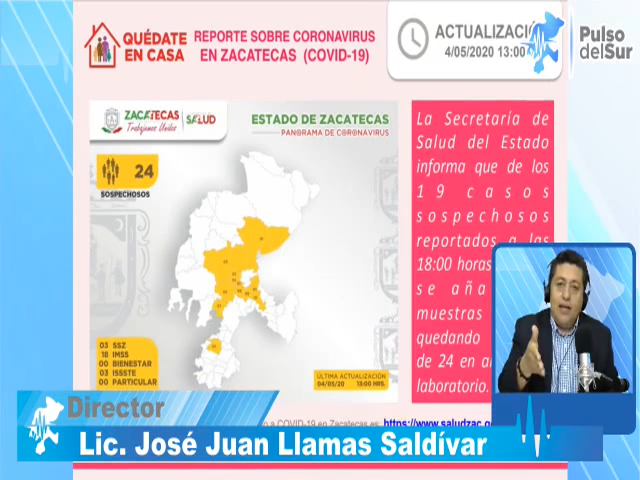 QUÉDATE
EN CASA
REPORTE SOBRE CORONAVIRUS
EN ZACATECAS (COVID-19)
ACTUALIZACIÓ
4/05/2020 13:00
Pulso
delSur
ZACATECAS
Trabajemos Unidos
SALUD
ESTADO DE ZACATECAS
PANORAMA DE CORONAVIRUS
24
SOSPECHOSOS
03 SSZ
18 IMSS
00 BIENESTAR
03 ISSSTE
00 PARTICULAR
ÚLTIMA ACTUALIZACIÓN
04/05/20 13:00 HRS.
La Secretaría de
Salud del Estado
informa que de los
19 casos
sospechosos
reportados a las
18:00 horas
se aña
muestras
quedando
de 24 en a
laboratorio.
a COVID-19 en Zacatecas es: https://www.saludzac.g
Director
Lic. José Juan Llamas Saldívar